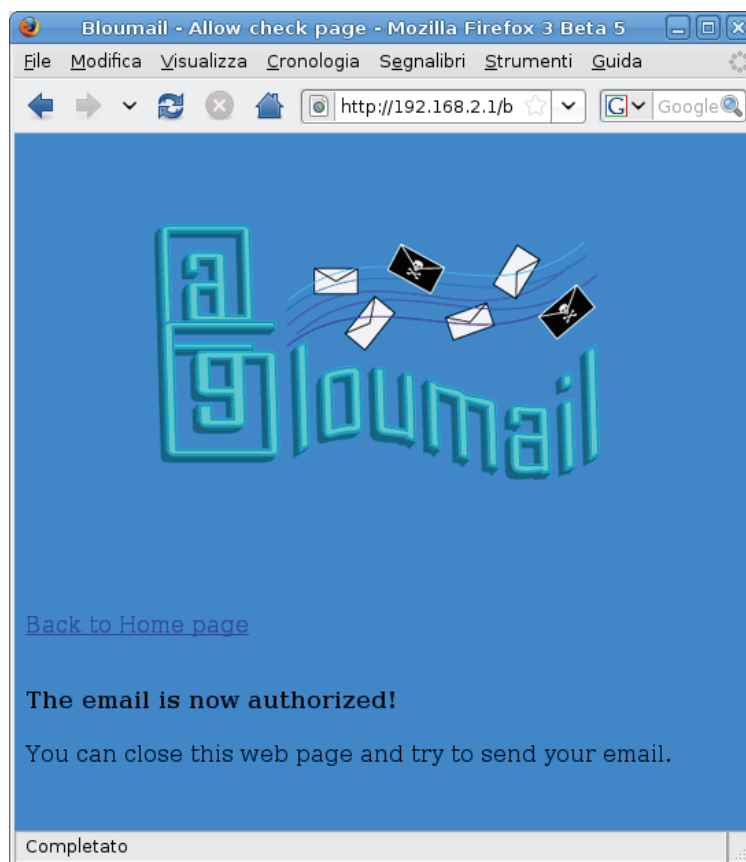 Bloumail - Allow check page - Mozilla Firefox 3 Beta 5
File Modifica Visualizza Cronologia Segnalibri Strumenti Guida
http://192.168.2.1/b Google
a
g
Bloumail
Back to Home page
The email is now authorized!
You can close this web page and try to send your email.
Completato